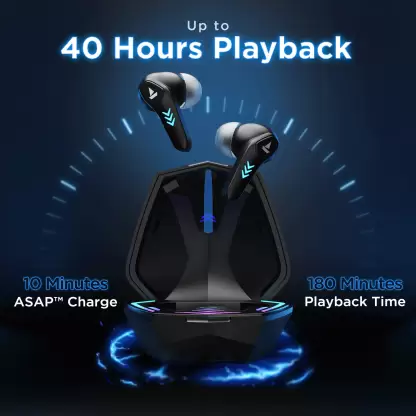 Up to
40 Hours Playback
10 Minutes
ASAP™ Charge
180 Minutes
Playback Time